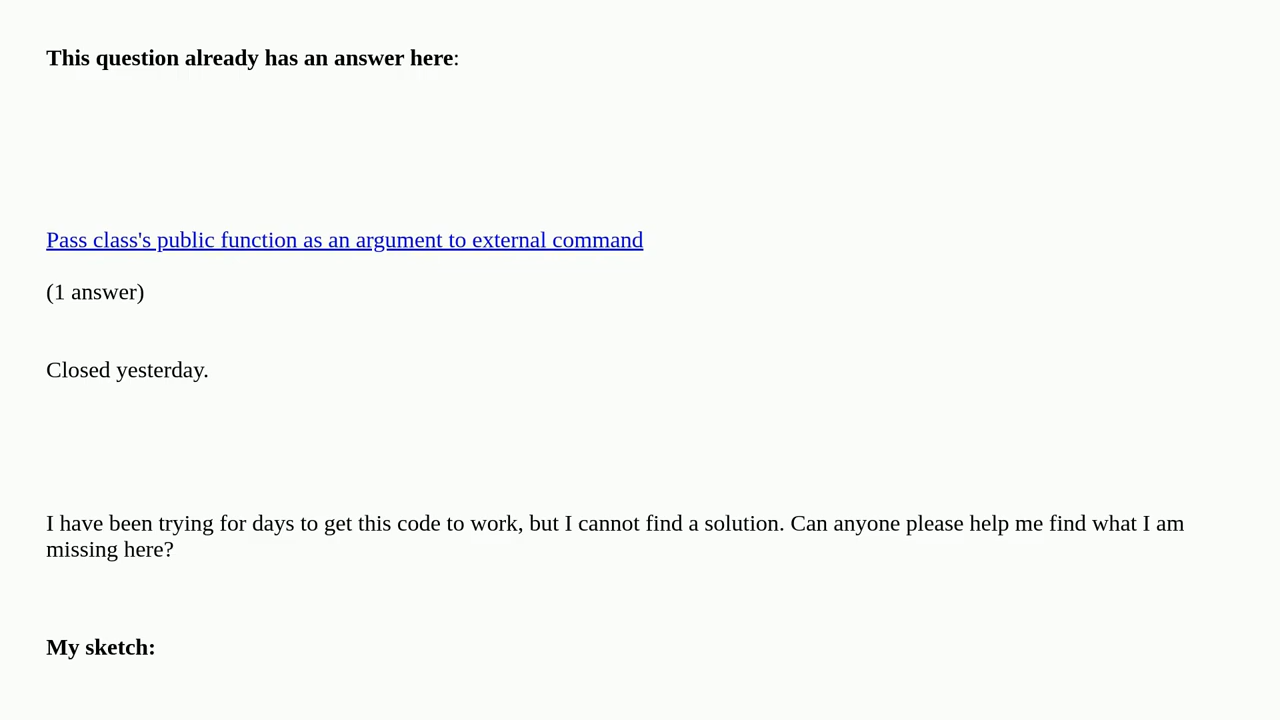 This question already has an answer here:
Pass class's public function as an argument to external command
(1 answer)
Closed yesterday.
I have been trying for days to get this code to work, but I cannot find a solution. Can anyone please help me find what I am
missing here?
My sketch: